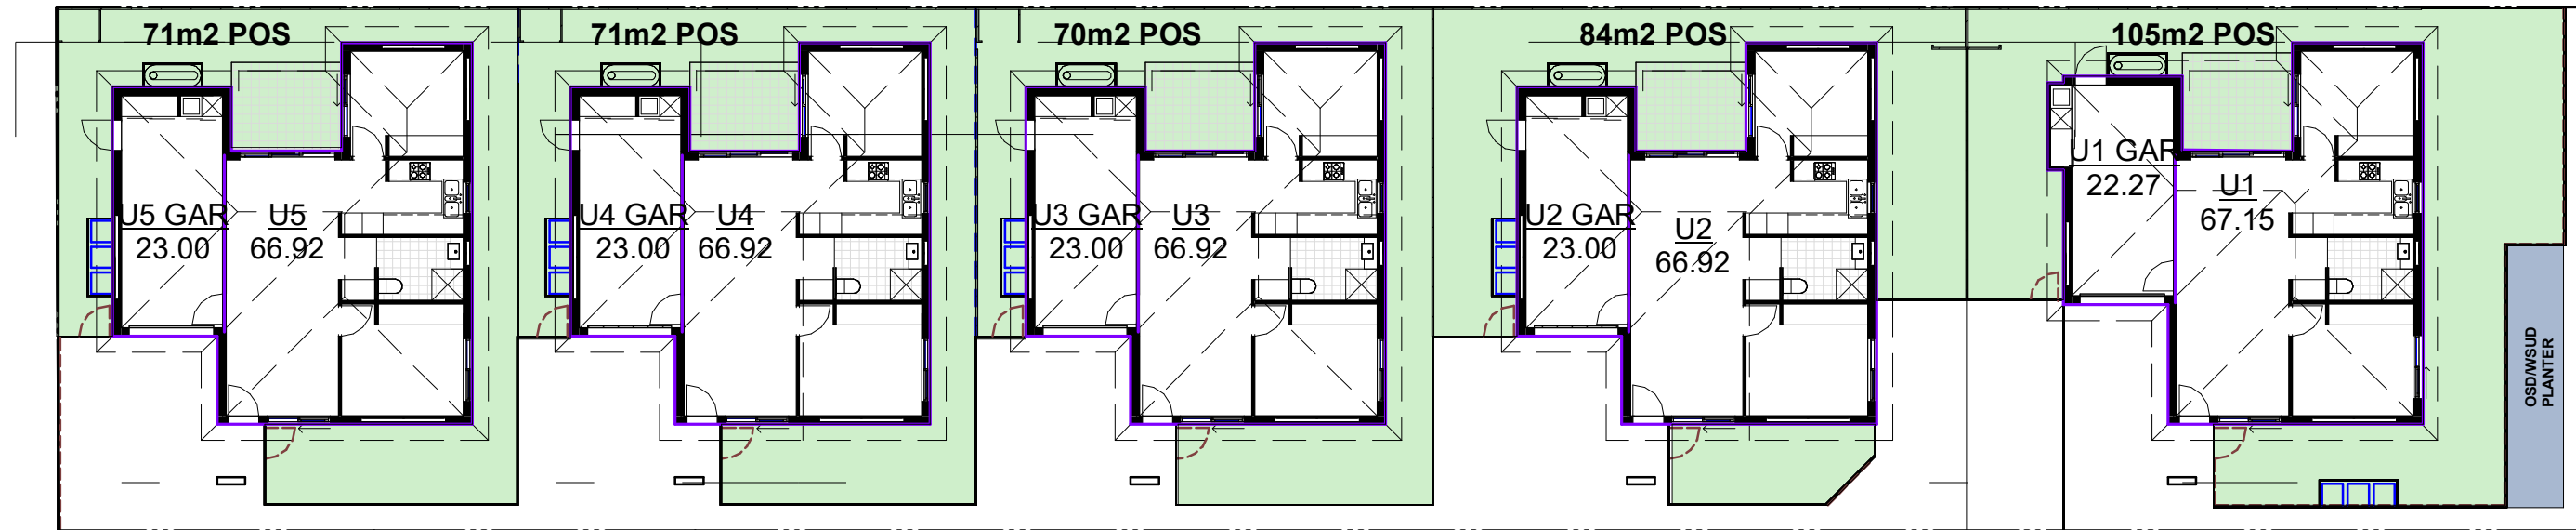 71m2 POS
71m2 POS
70m2 POS
84m2 POS
105m2 POS
U5 GAR
23.00
U5
66.92
U4 GAR
23.00
U4
66.92
U3 GAR
23.00
U3
66.92
U2 GAR
23.00
U2
66.92
U1 GAR
22.27
U1
67.15
OSD/WSUD
PLANTER